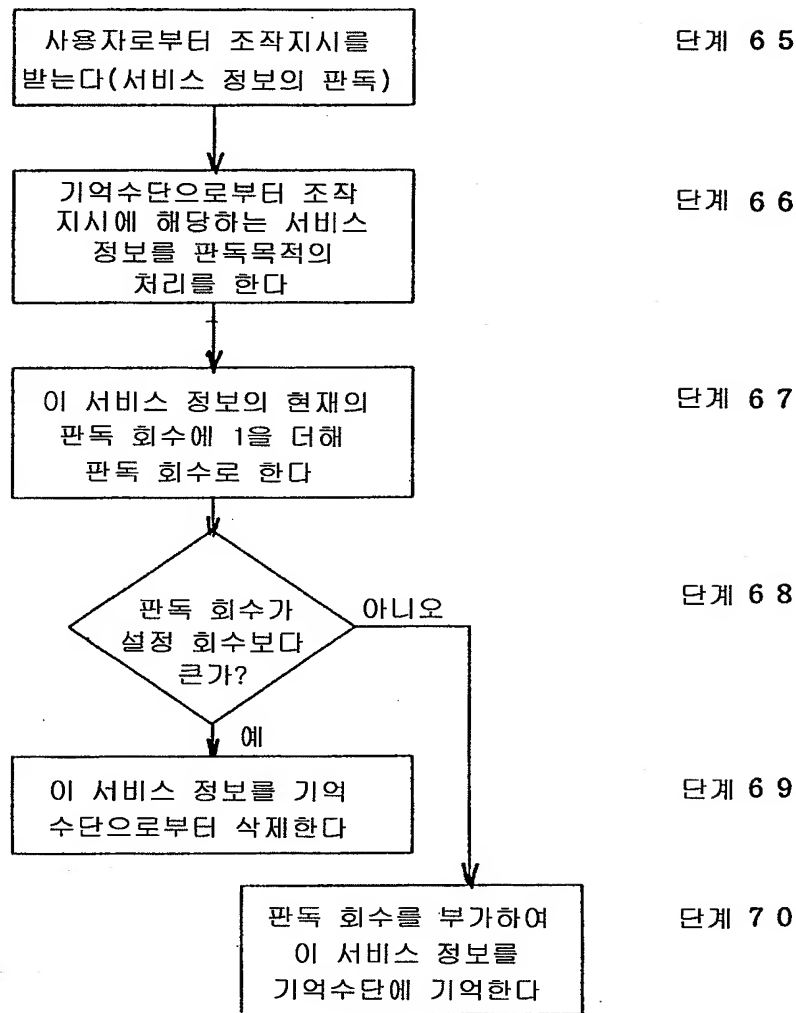 사용자로부터 조작지시를
받는다(서비스 정보의 판독)
단계 65
기억수단으로부터 조작
지시에 해당하는 서비스
정보를 판독목적의
처리를 한다
단계 66
이 서비스 정보의 현재의
판독 회수에 1을 더해
판독 회수로 한다
단계 67
판독 회수가
설정 회수보다
큰가?
아니오
단계 68
예
이 서비스 정보를 기억
수단으로부터 삭제한다
단계 69
판독 회수를 부가하여
이 서비스 정보를
기억수단에 기억한다
단계 70